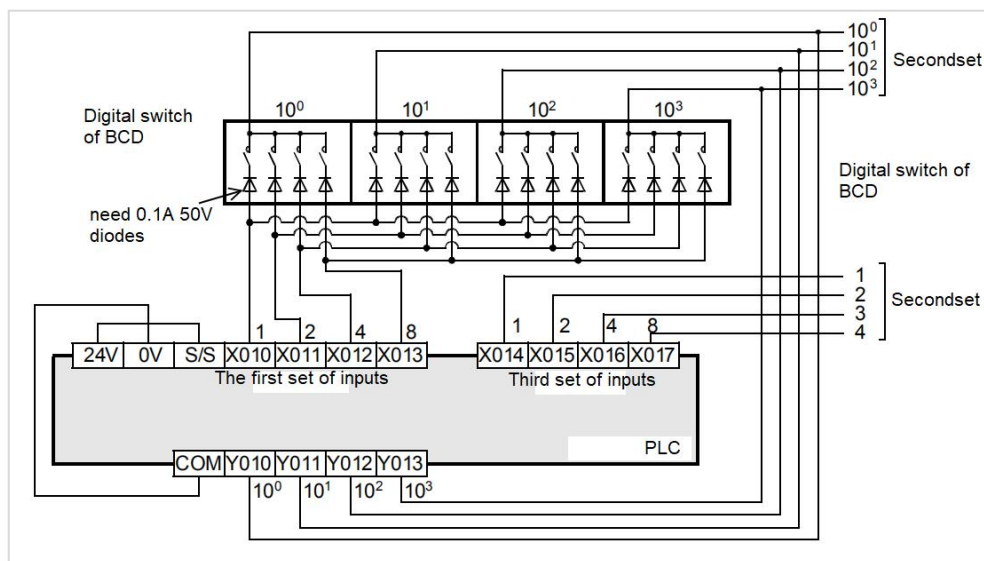 10⁰
10¹
Secondset
10²
10³
Digital switch
of BCD
10⁰ 10¹ 10² 10³
Digital switch of
BCD
need 0.1A 50V
diodes
1
2
Secondset
3
4
1 2 4 8
1 2 4 8
24V 0V S/S X010 X011 X012 X013
X014 X015 X016 X017
The first set of inputs
Third set of inputs
PLC
COM Y010 Y011 Y012 Y013
10⁰ 10¹ 10² 10³